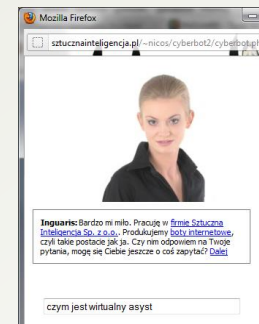 Mozilla Firefox
sztucznainteligencja.pl/~nicos/cyberbot2/cyberbot.ph
Inguaris: Bardzo mi miło. Pracuję w firmie Sztuczna
Inteligencja Sp. z o.o.. Produkujemy boty internetowe,
czyli takie postacie jak ja. Czy nim odpowiem na Twoje
pytania, mogę się Ciebie jeszcze o coś zapytać? Dalej
czym jest wirtualny asyst